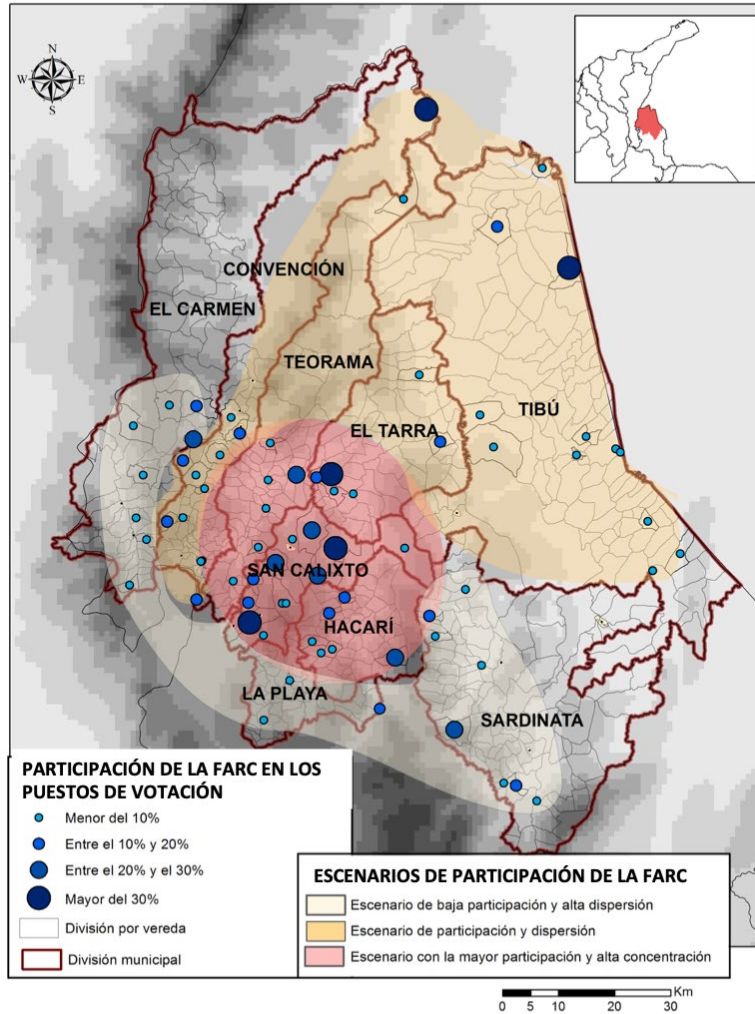 N
W E
S
CONVENCIÓN
EL CARMEN
TEORAMA
TIBÚ
EL TARRA
SAN CALIXTO
HACARÍ
LA PLAYA
SARDINATA
PARTICIPACIÓN DE LA FARC EN LOS
PUESTOS DE VOTACIÓN
Menor del 10%
Entre el 10% y 20%
Entre el 20% y el 30%
Mayor del 30%
División por vereda
División municipal
ESCENARIOS DE PARTICIPACIÓN DE LA FARC
Escenario de baja participación y alta dispersión
Escenario de participación y dispersión
Escenario con la mayor participación y alta concentración
Km
0 5 10 20 30